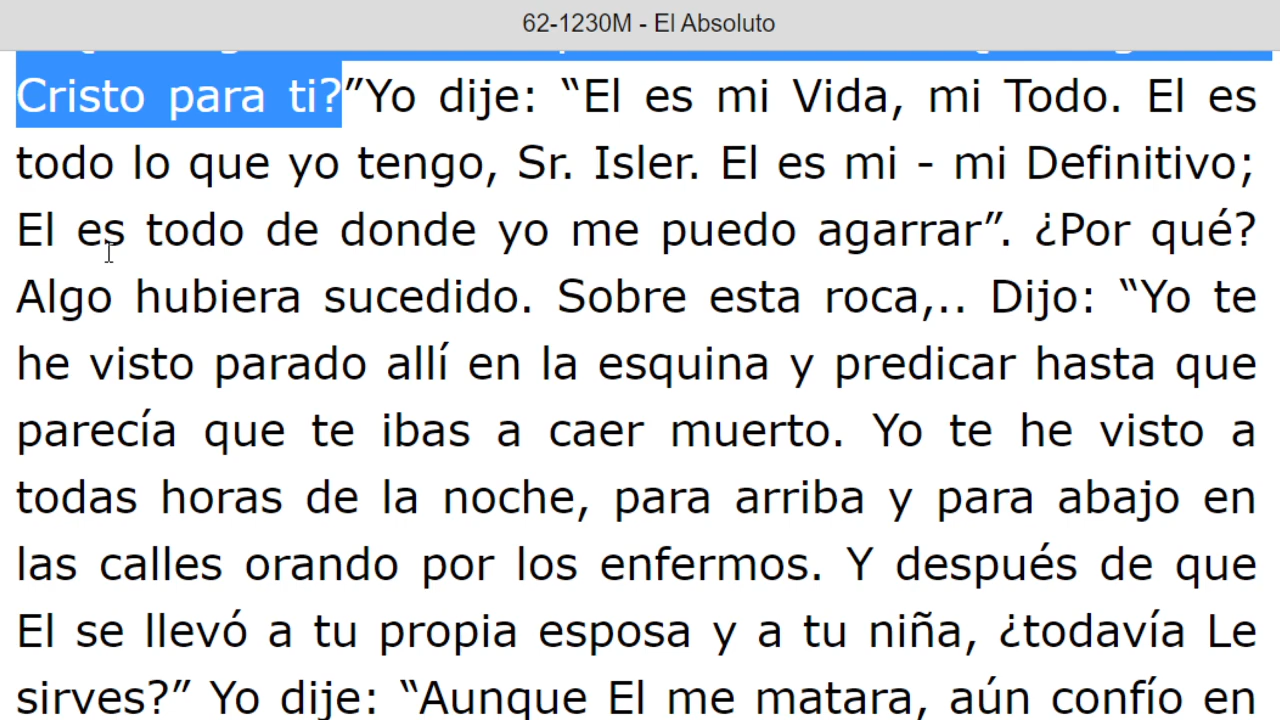 62-1230M - El Absoluto
Cristo para ti?”Yo dije: “El es mi Vida, mi Todo. El es
todo lo que yo tengo, Sr. Isler. El es mi - mi Definitivo;
El es todo de donde yo me puedo agarrar”. ¿Por qué?
Algo hubiera sucedido. Sobre esta roca,.. Dijo: “Yo te
he visto parado allí en la esquina y predicar hasta que
parecía que te ibas a caer muerto. Yo te he visto a
todas horas de la noche, para arriba y para abajo en
las calles orando por los enfermos. Y después de que
El se llevó a tu propia esposa y a tu niña, ¿todavía Le
sirves?” Yo dije: “Aunque El me matara, aún confío en